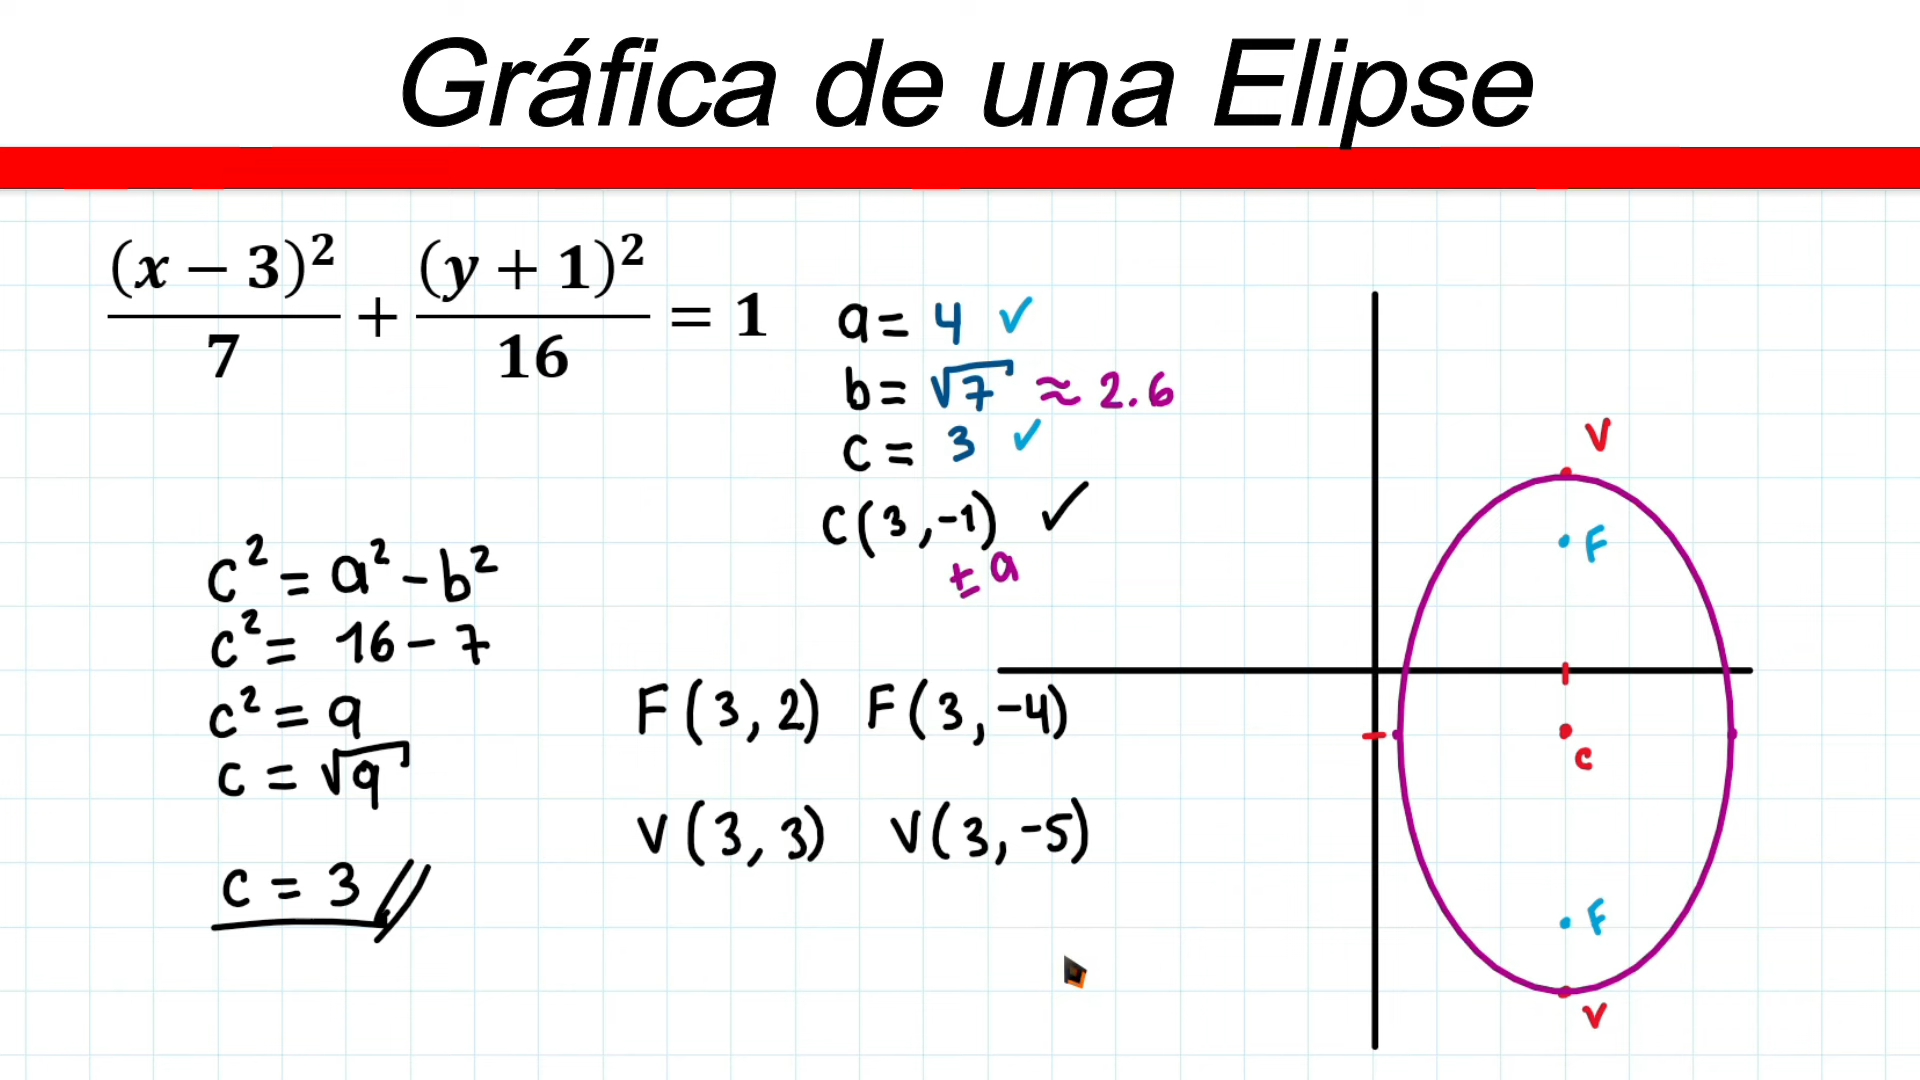 Gráfica de una Elipse
(x − 3)²/7 + (y + 1)²/16 = 1
a = 4 ✓
b = √7 ≈ 2.6
c = 3 ✓
C(3, -1) ✓
± a
c² = a² - b²
c² = 16 - 7
c² = 9
c = √9
c = 3
F(3, 2) F(3, -4)
V(3, 3) V(3, -5)
V
F
C
F
V